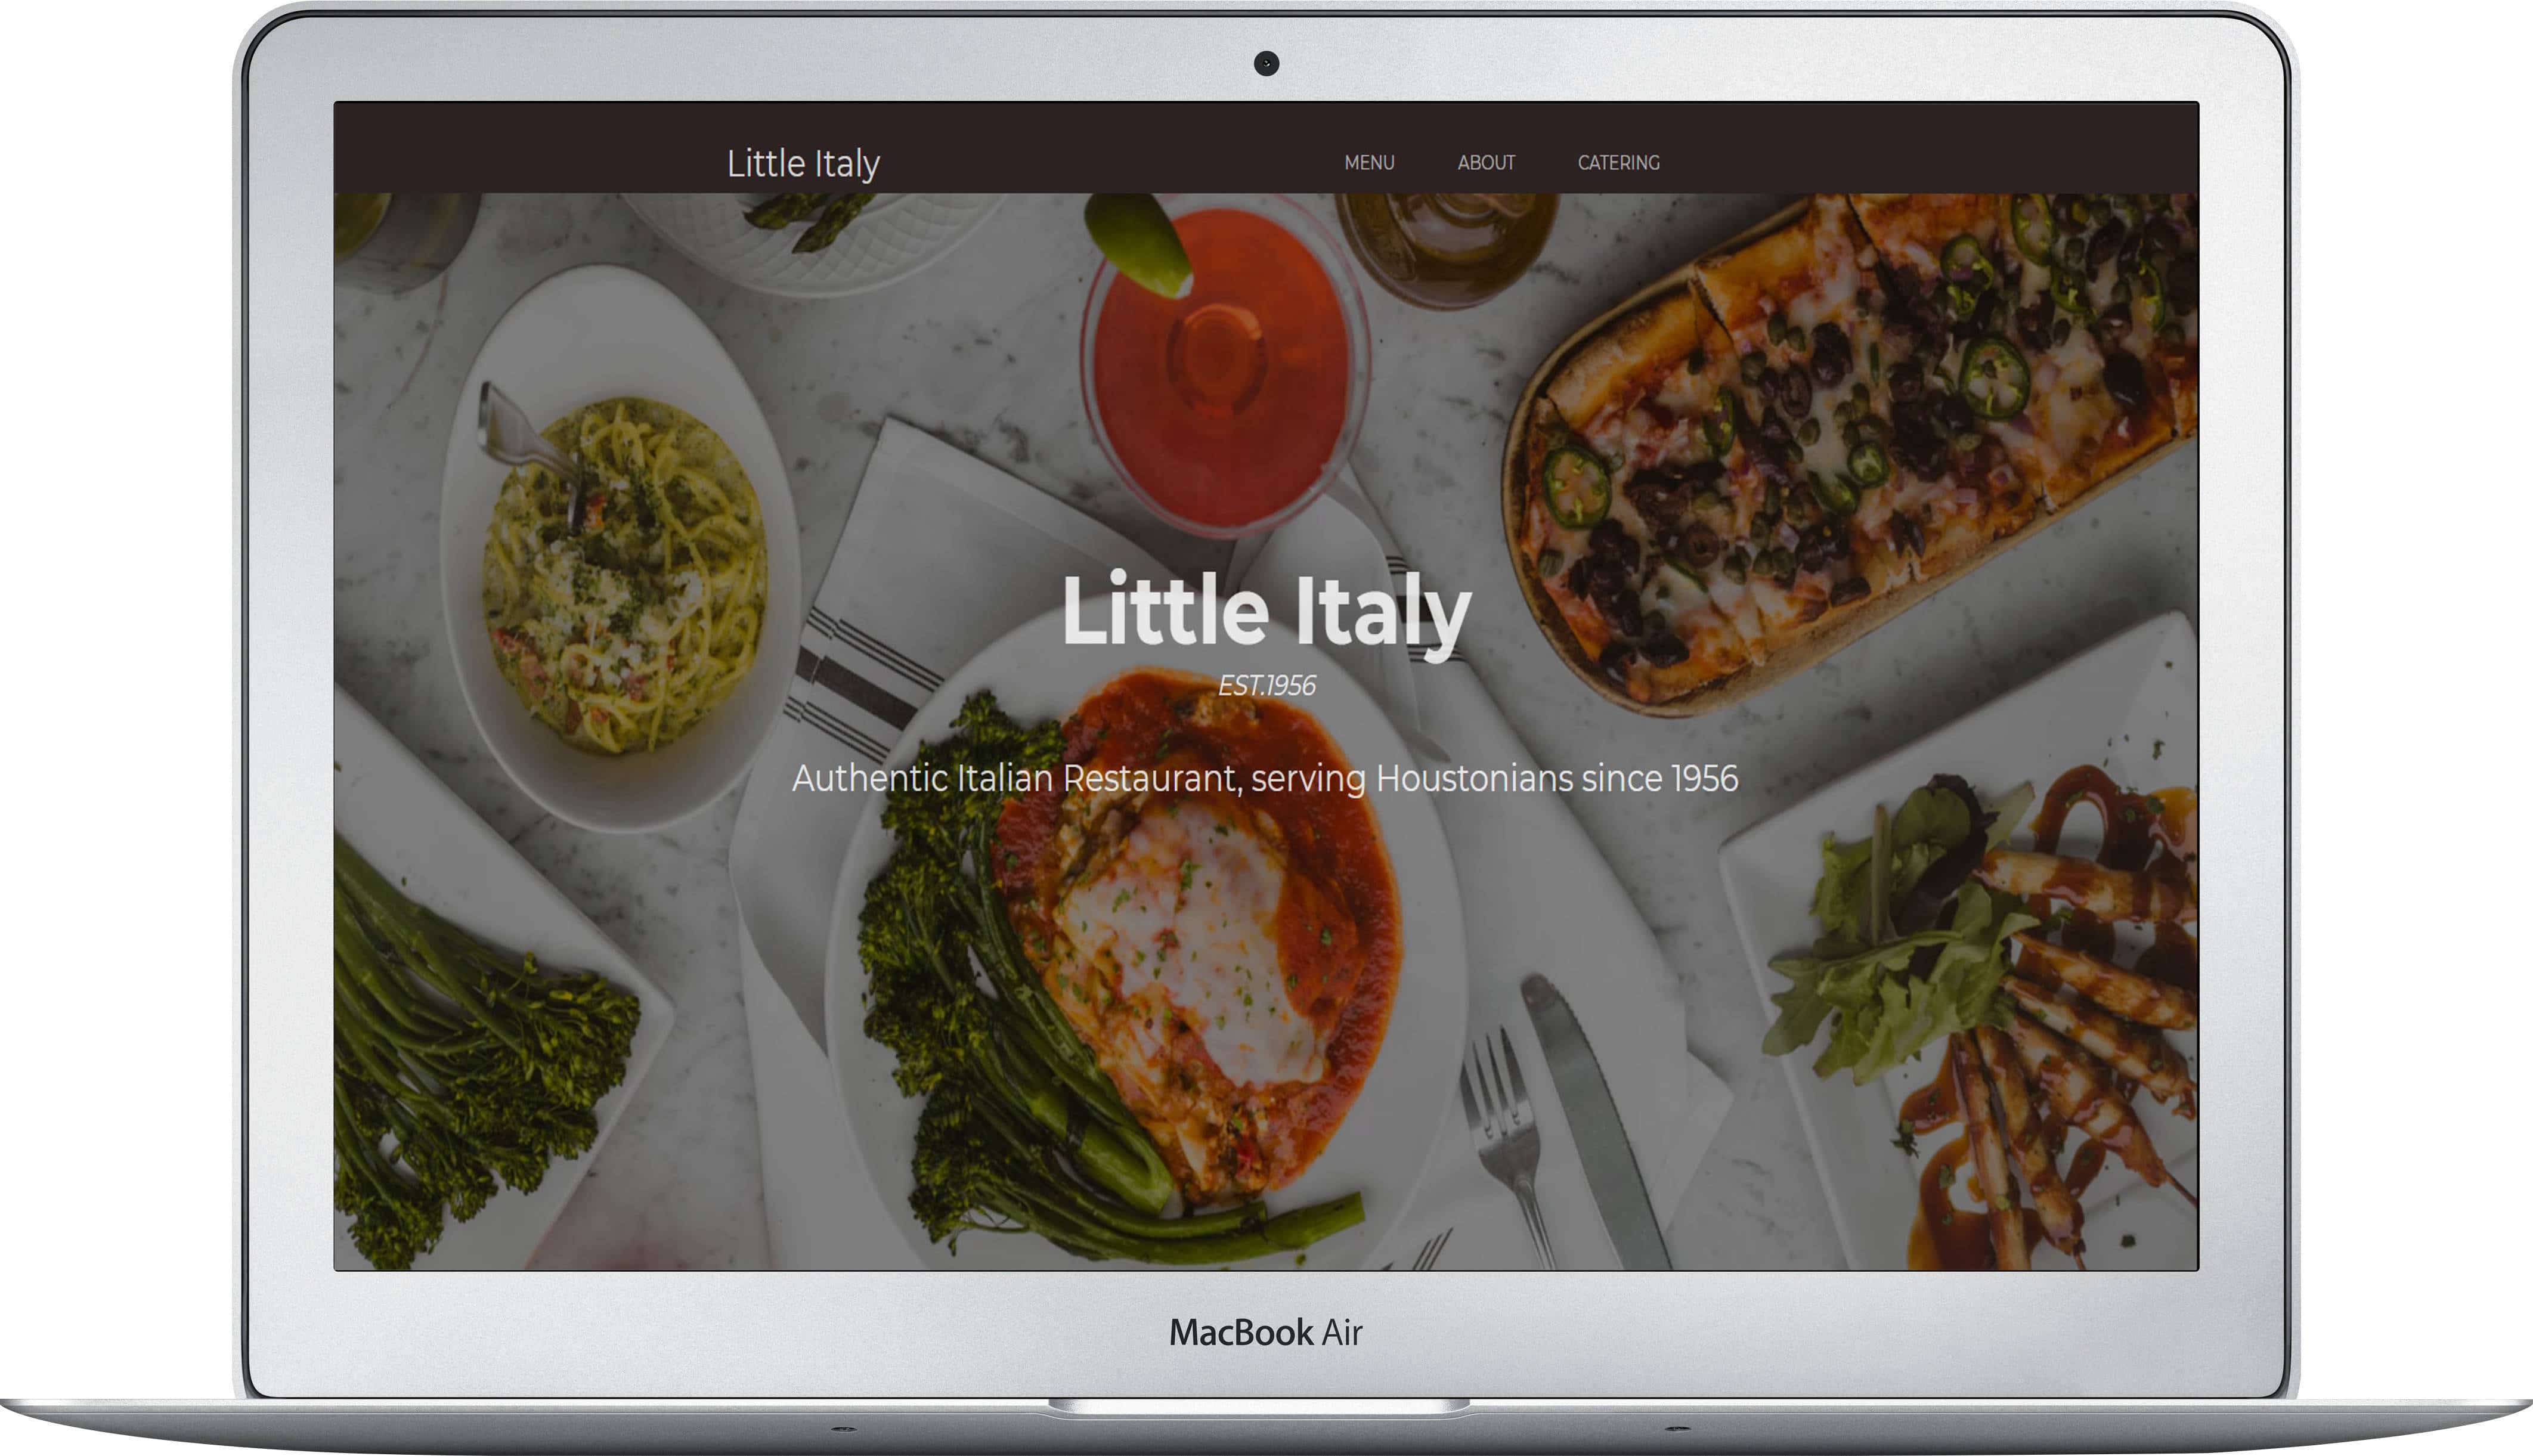 Little Italy
MENU ABOUT CATERING
Little Italy
EST.1956
Authentic Italian Restaurant, serving Houstonians since 1956
MacBook Air